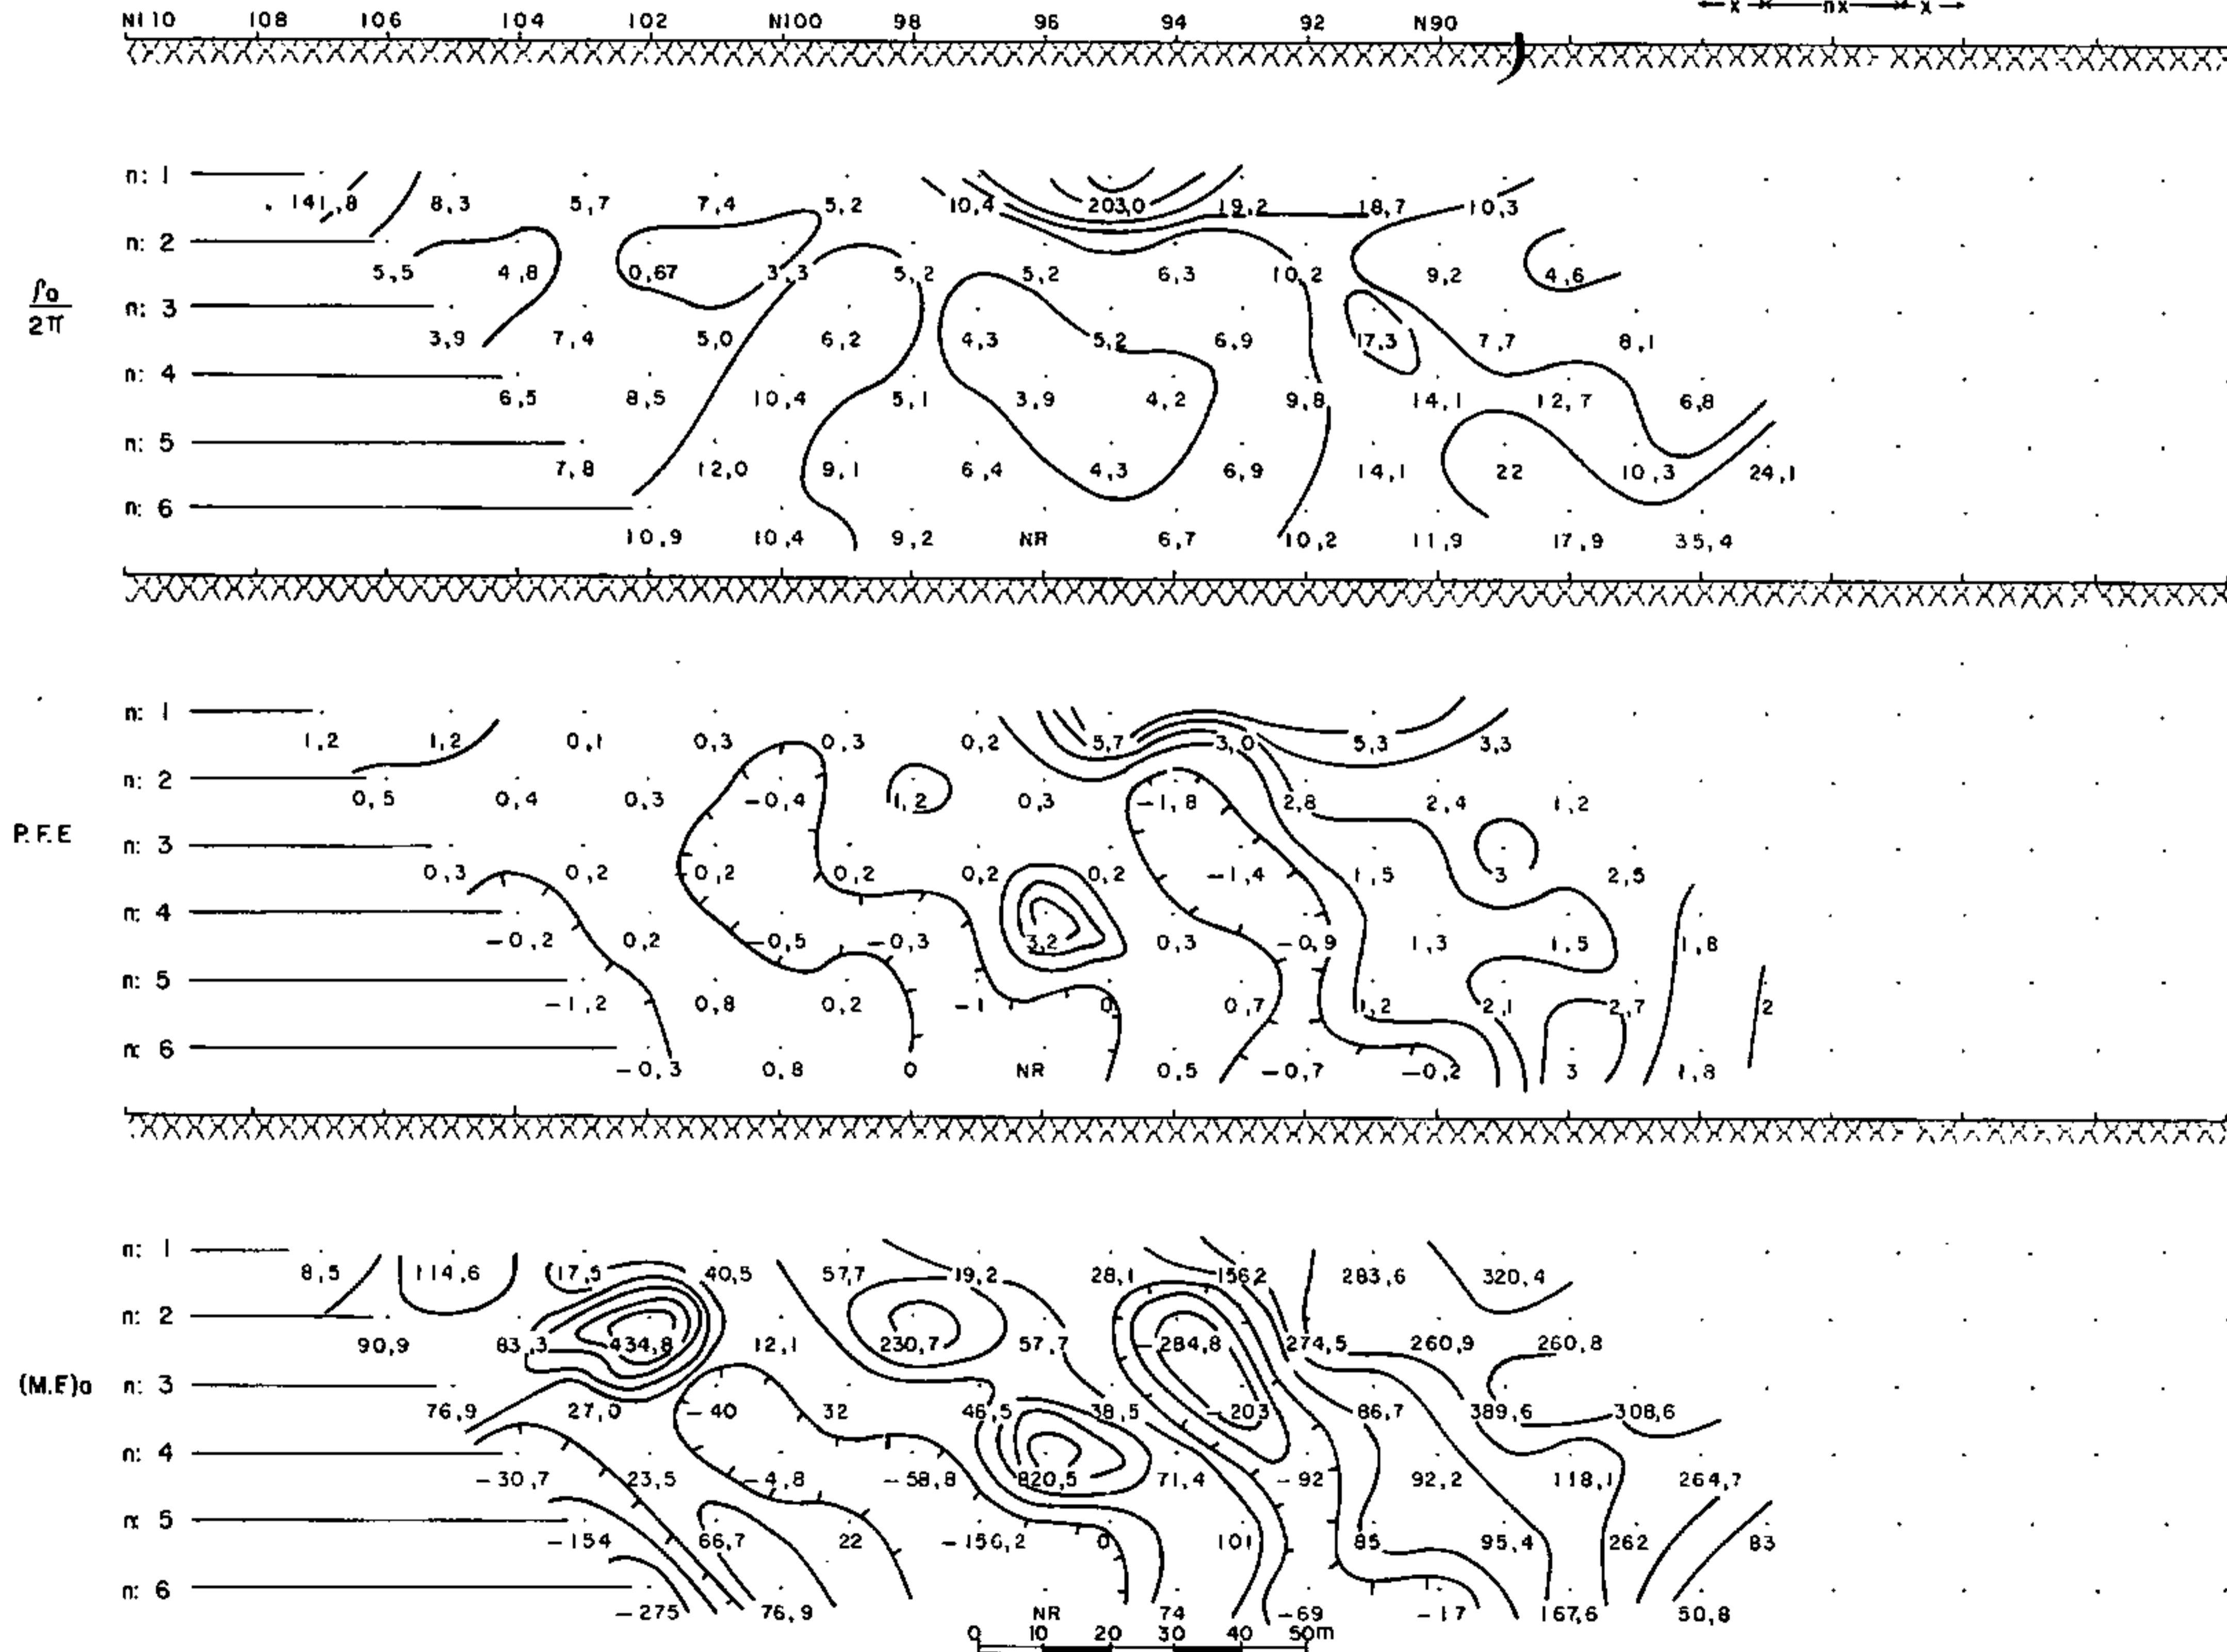 x nx x
N110 108 106 104 102 N100 98 96 94 92 N90
n: 1
141,8 8,3 5,7 7,4 5,2 10,4 203,0 19,2 18,7 10,3
n: 2
5,5 4,8 0,67 3,3 5,2 5,2 6,3 10,2 9,2 4,6
ρa
2π
n: 3
3,9 7,4 5,0 6,2 4,3 5,2 6,9 17,3 7,7 8,1
n: 4
6,5 8,5 10,4 5,1 3,9 4,2 9,8 14,1 12,7 6,8
n: 5
7,8 12,0 9,1 6,4 4,3 6,9 14,1 22 10,3 24,1
n: 6
10,9 10,4 9,2 NR 6,7 10,2 11,9 17,9 35,4
n: 1
1,2 1,2 0,1 0,3 0,3 0,2 5,7 3,0 5,3 3,3
n: 2
0,5 0,4 0,3 -0,4 1,2 0,3 -1,8 2,8 2,4 1,2
P.F.E
n: 3
0,3 0,2 0,2 0,2 0,2 0,2 -1,4 1,5 3 2,5
n: 4
-0,2 0,2 -0,5 -0,3 3,2 0,3 -0,9 1,3 1,5 1,8
n: 5
-1,2 0,8 0,2 -1 0 0,7 1,2 2,1 2,7 2
n: 6
-0,3 0,8 0 NR 0,5 -0,7 -0,2 3 1,8
n: 1
8,5 114,6 17,5 40,5 57,7 19,2 28,1 156,2 283,6 320,4
n: 2
90,9 83,3 434,8 12,1 230,7 57,7 -284,8 274,5 260,9 260,8
(M.E)a n: 3
76,9 27,0 -40 32 46,5 38,5 -203 86,7 389,6 308,6
n: 4
-30,7 23,5 -4,8 -58,8 820,5 71,4 -92 92,2 118,1 264,7
n: 5
-154 66,7 22 -156,2 0 101 85 95,4 262 83
n: 6
-275 76,9 NR 74 -69 -17 167,6 50,8
0 10 20 30 40 50m